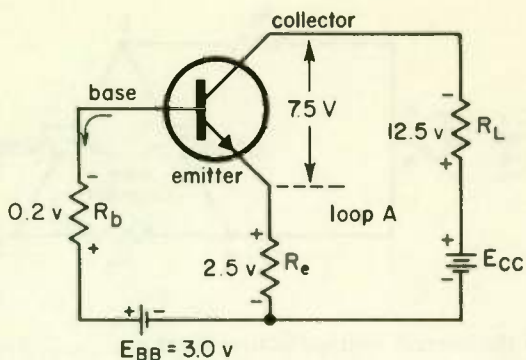 collector
base
7.5 V
12.5 v
R_L
emitter
loop A
0.2 v
R_b
2.5 v
R_e
E_CC
E_BB = 3.0 v